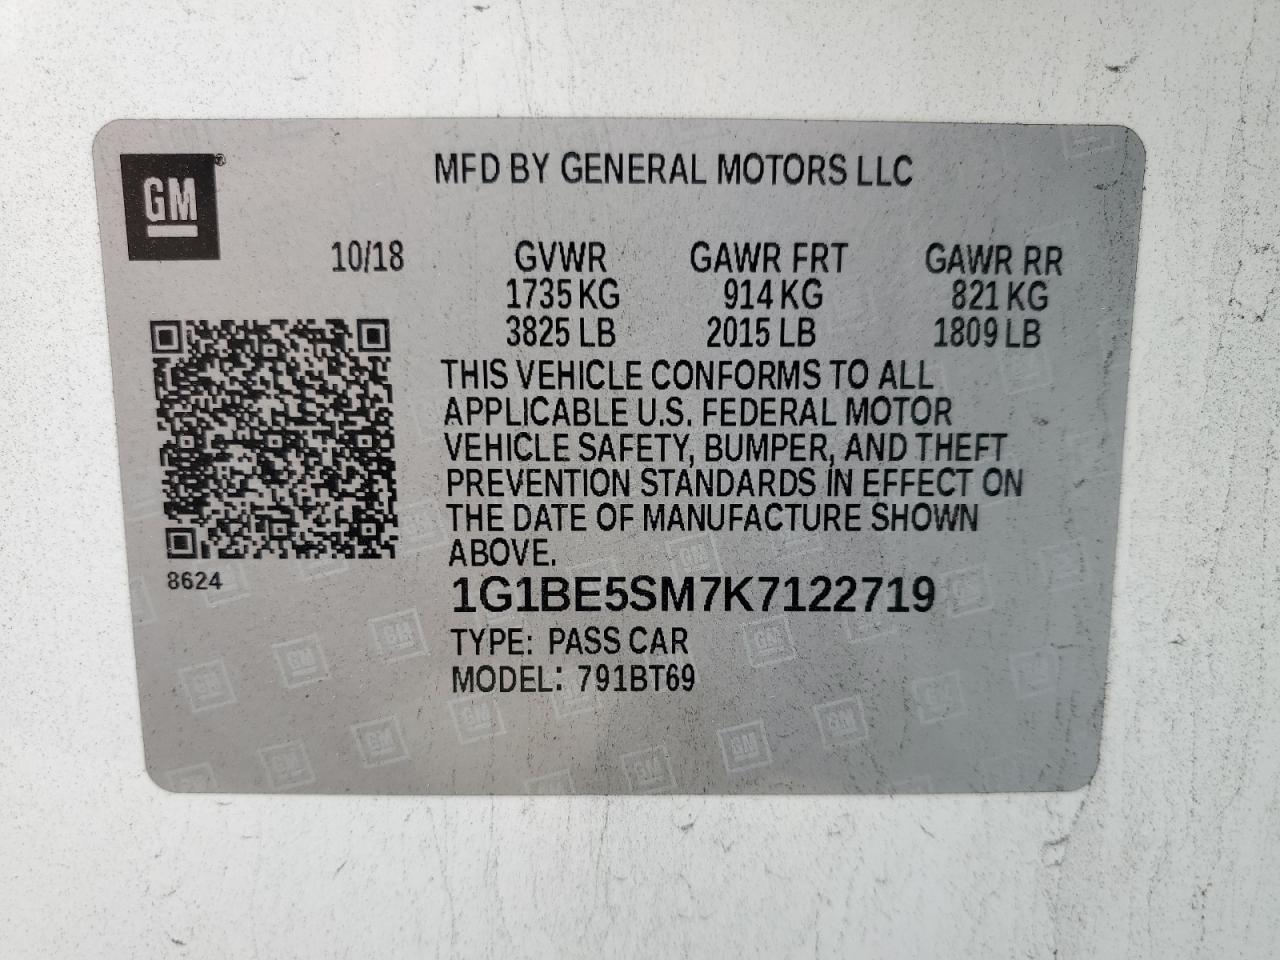 GM
MFD BY GENERAL MOTORS LLC
10/18 GVWR GAWR FRT GAWR RR
1735 KG 914 KG 821 KG
3825 LB 2015 LB 1809 LB
THIS VEHICLE CONFORMS TO ALL
APPLICABLE U.S. FEDERAL MOTOR
VEHICLE SAFETY, BUMPER, AND THEFT
PREVENTION STANDARDS IN EFFECT ON
THE DATE OF MANUFACTURE SHOWN
ABOVE.
8624
1G1BE5SM7K7122719
TYPE: PASS CAR
MODEL: 791BT69